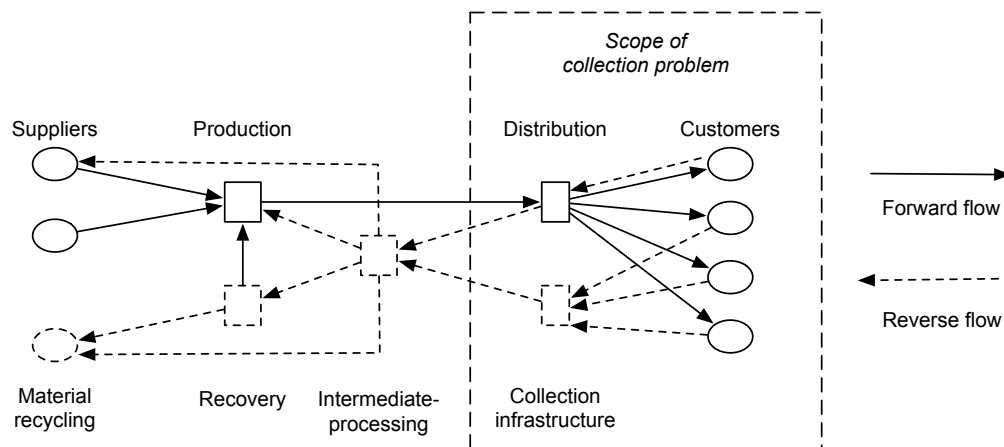 Scope of
collection problem
Suppliers
Production
Distribution
Customers
Forward flow
Reverse flow
Material
recycling
Recovery
Intermediate-
processing
Collection
infrastructure